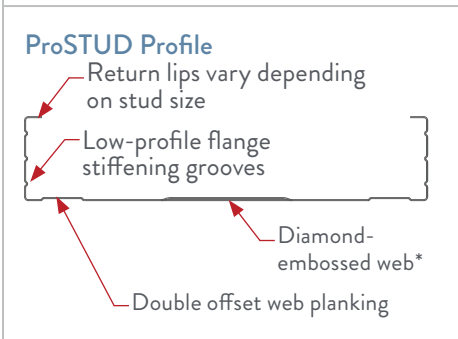 ProSTUD Profile
Return lips vary depending
on stud size
Low-profile flange
stiffening grooves
Diamond-
embossed web*
Double offset web planking